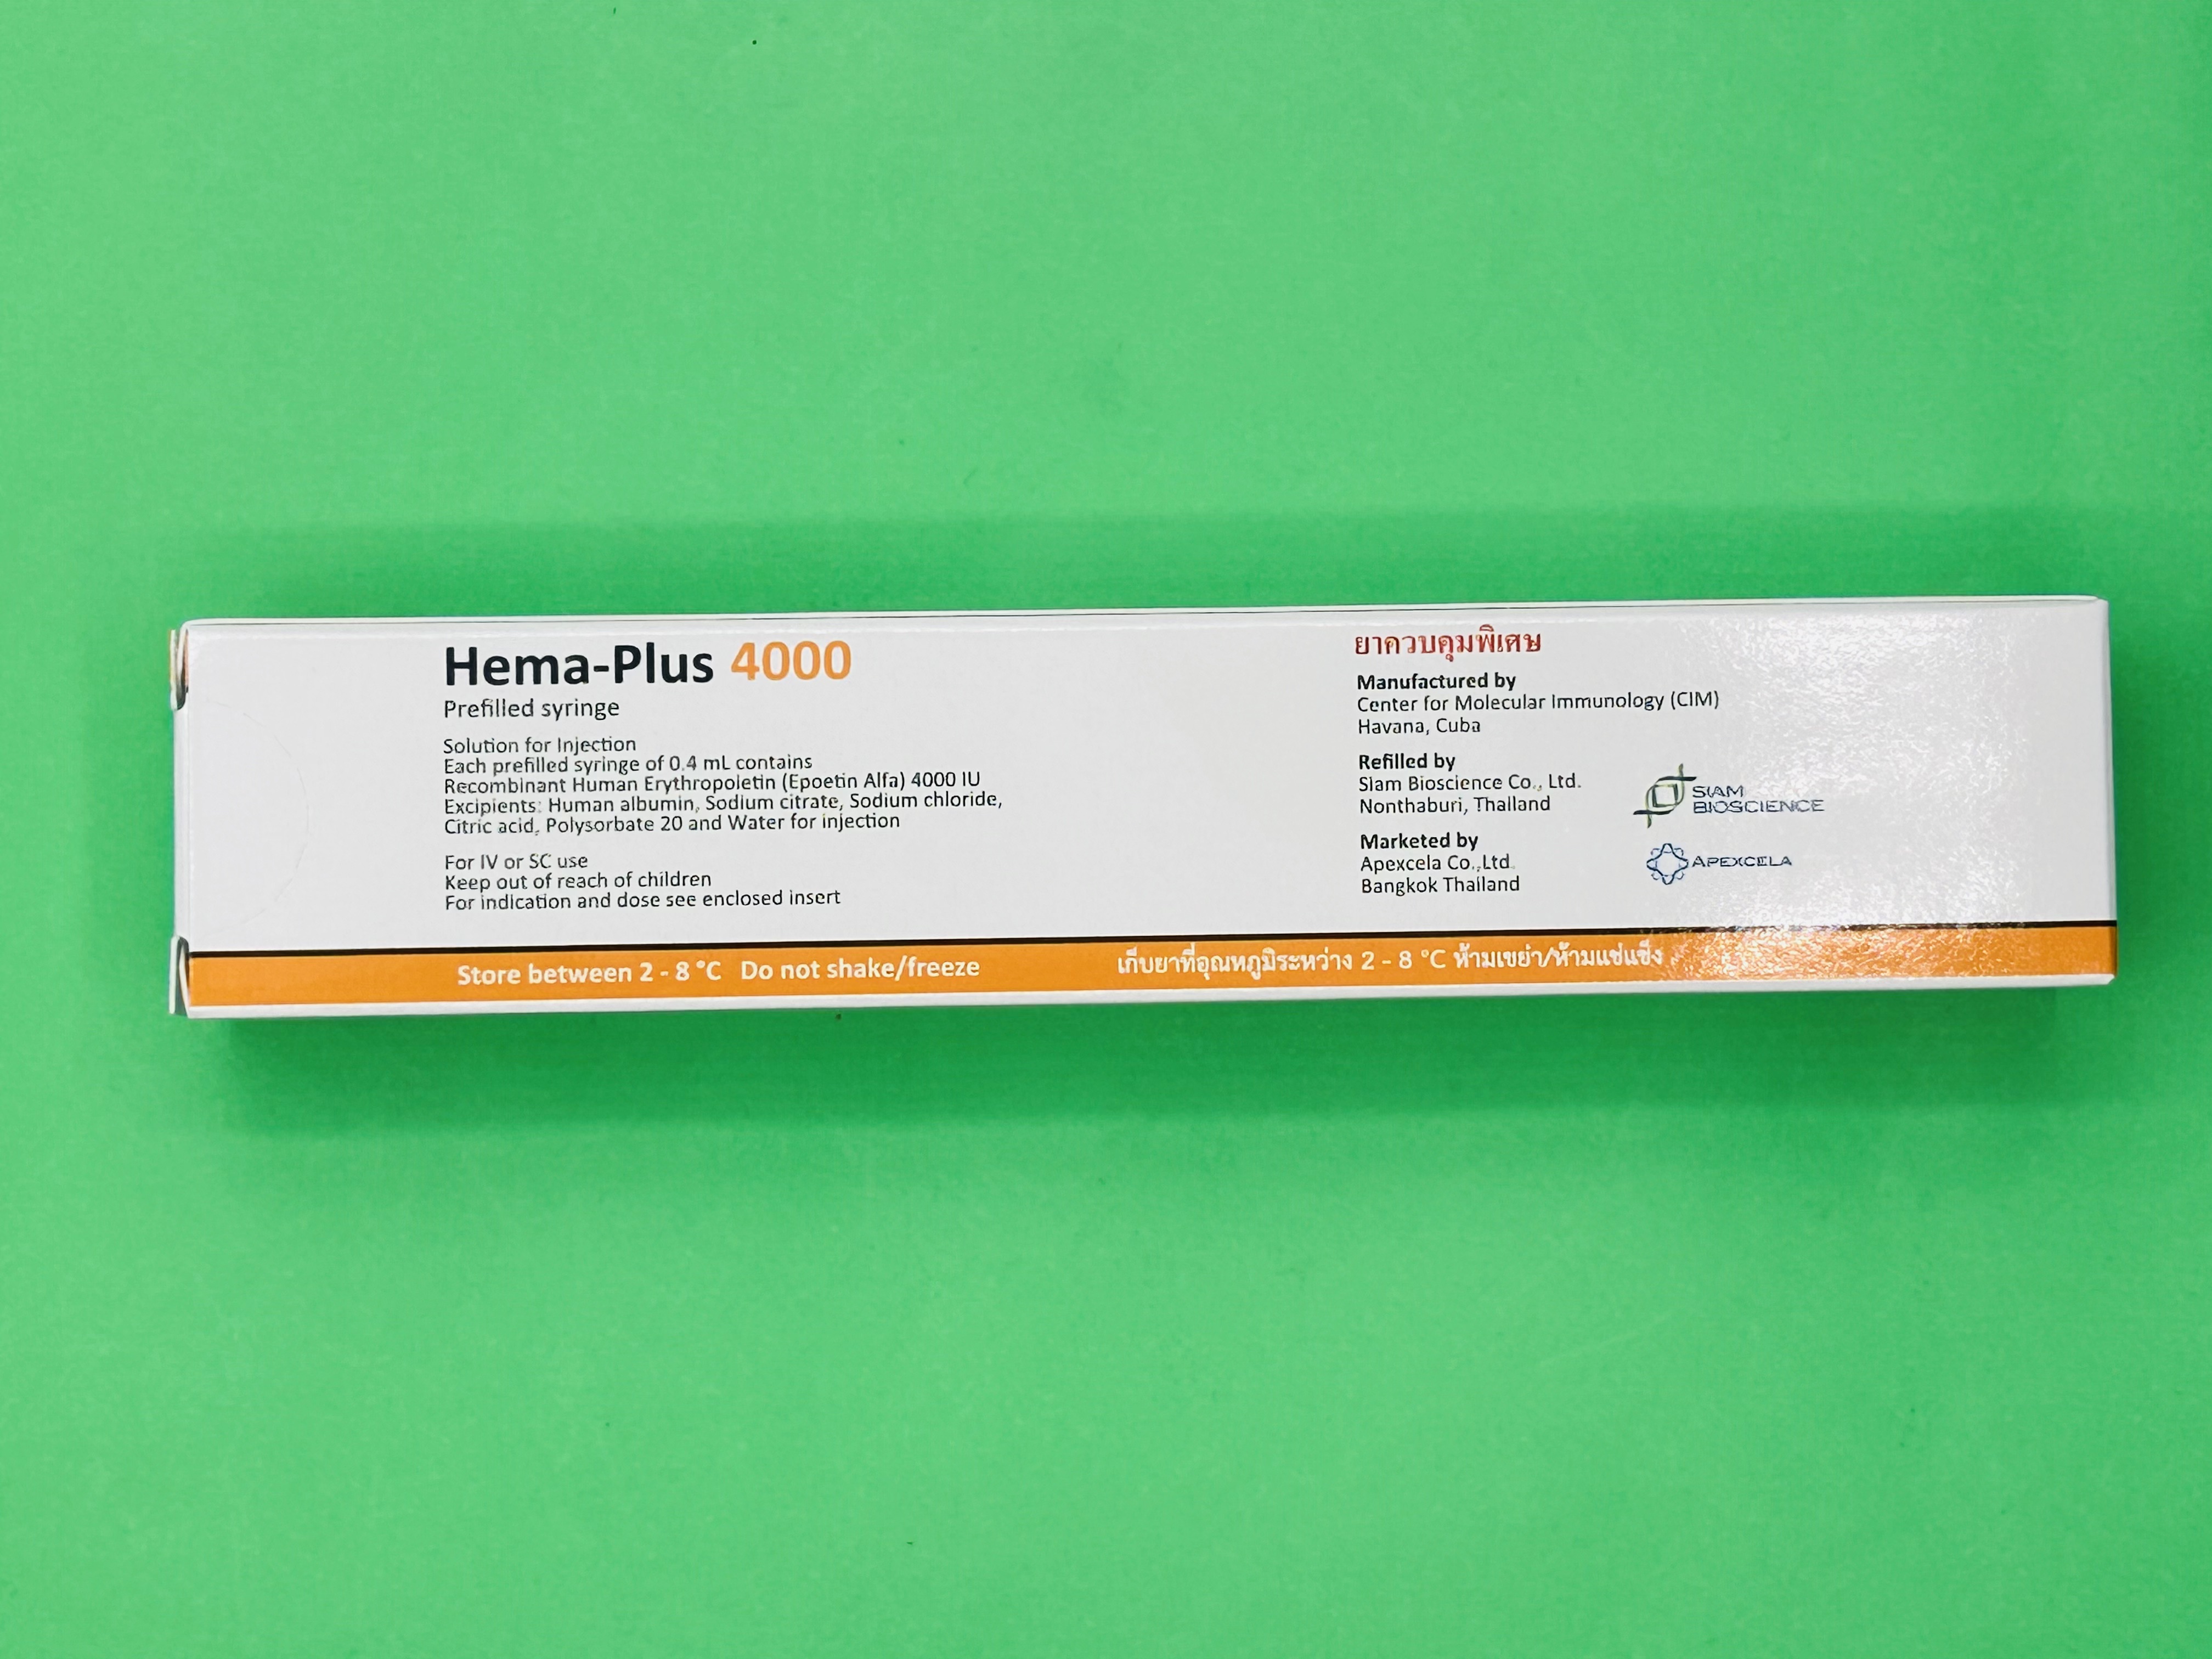 Hema-Plus 4000
Prefilled syringe
Solution for Injection
Each prefilled syringe of 0.4 mL contains
Recombinant Human Erythropoietin (Epoetin Alfa) 4000 IU
Excipients: Human albumin, Sodium citrate, Sodium chloride,
Citric acid, Polysorbate 20 and Water for injection
For IV or SC use
Keep out of reach of children
For indication and dose see enclosed insert
ยาควบคุมพิเศษ
Manufactured by
Center for Molecular Immunology (CIM)
Havana, Cuba
Refilled by
Siam Bioscience Co., Ltd.
Nonthaburi, Thailand
SIAM
BIOSCIENCE
Marketed by
Apexcela Co.,Ltd.
Bangkok Thailand
APEXCELA
Store between 2 - 8 °C Do not shake/freeze
เก็บยาที่อุณหภูมิระหว่าง 2 - 8 °C ห้ามเขย่า/ห้ามแช่แข็ง